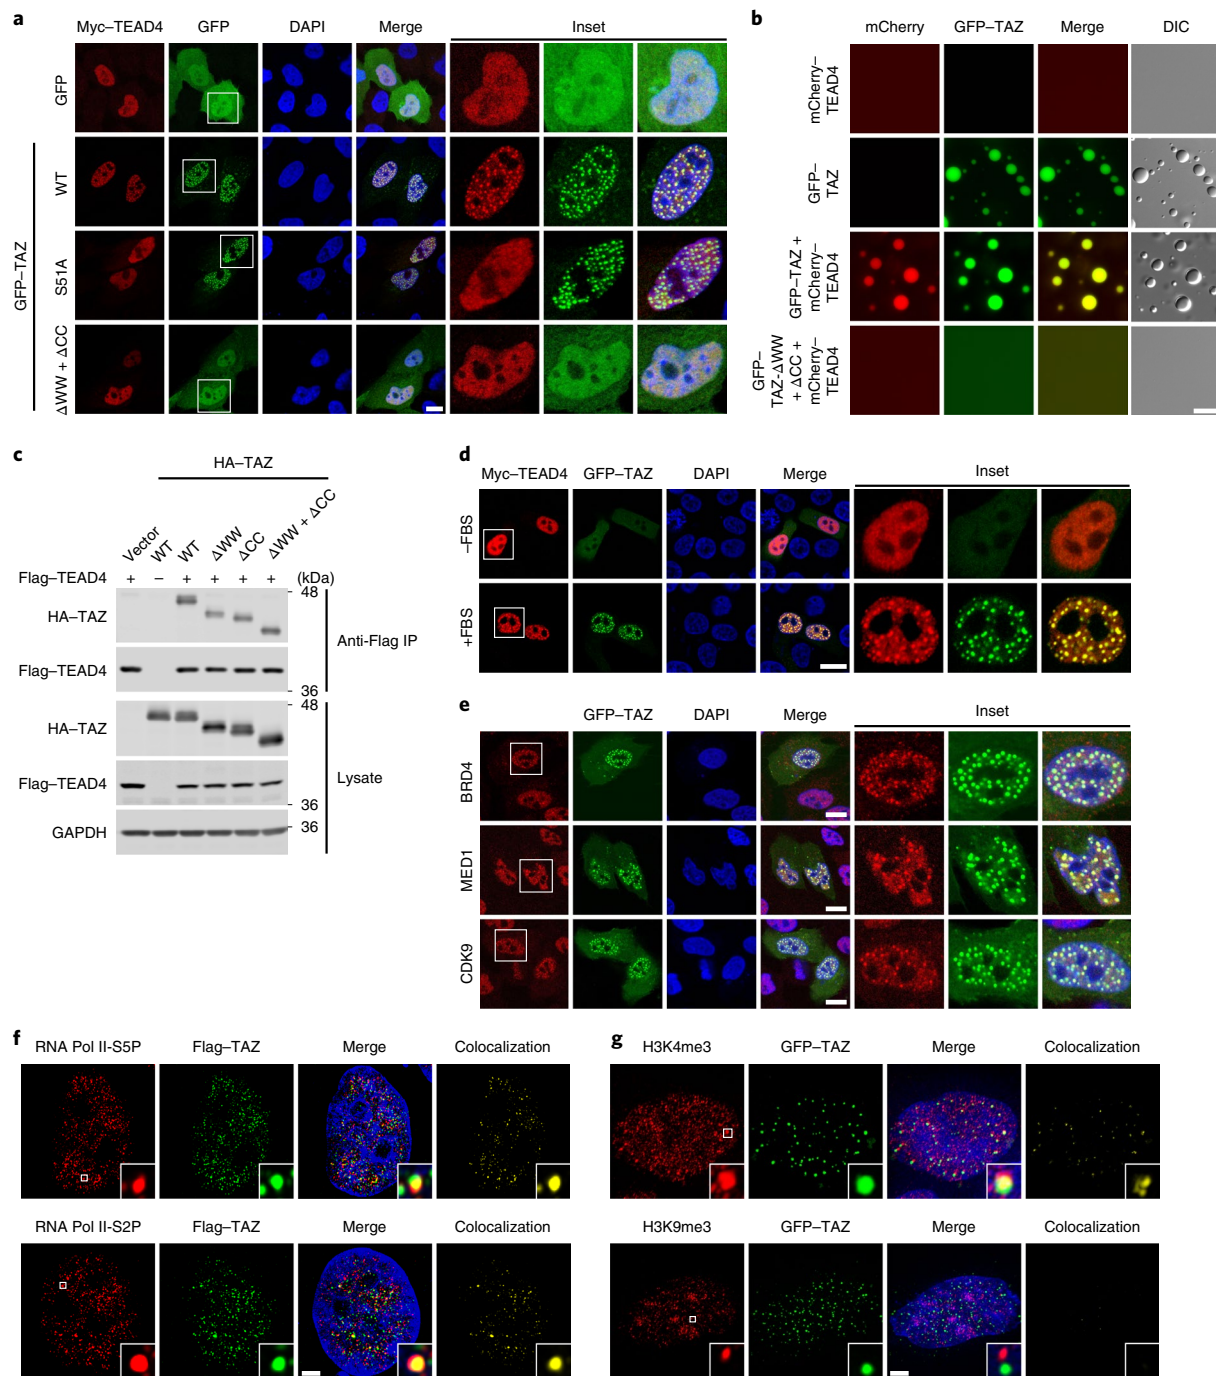 a
Myc–TEAD4 GFP DAPI Merge Inset
GFP
GFP–TAZ
WT
S51A
ΔWW + ΔCC
b
mCherry GFP–TAZ Merge DIC
mCherry–
TEAD4
GFP–
TAZ
GFP–TAZ +
mCherry–
TEAD4
GFP–
TAZ-ΔWW
+ ΔCC +
mCherry–
TEAD4
c
HA–TAZ
Vector WT WT ΔWW ΔCC ΔWW + ΔCC
Flag–TEAD4 + – + + + + (kDa)
48
HA–TAZ
Flag–TEAD4
36
Anti-Flag IP
48
HA–TAZ
Flag–TEAD4
36
GAPDH
36
Lysate
d
Myc–TEAD4 GFP–TAZ DAPI Merge Inset
–FBS
+FBS
e
GFP–TAZ DAPI Merge Inset
BRD4
MED1
CDK9
f
RNA Pol II-S5P Flag–TAZ Merge Colocalization
RNA Pol II-S2P Flag–TAZ Merge Colocalization
g
H3K4me3 GFP–TAZ Merge Colocalization
H3K9me3 GFP–TAZ Merge Colocalization